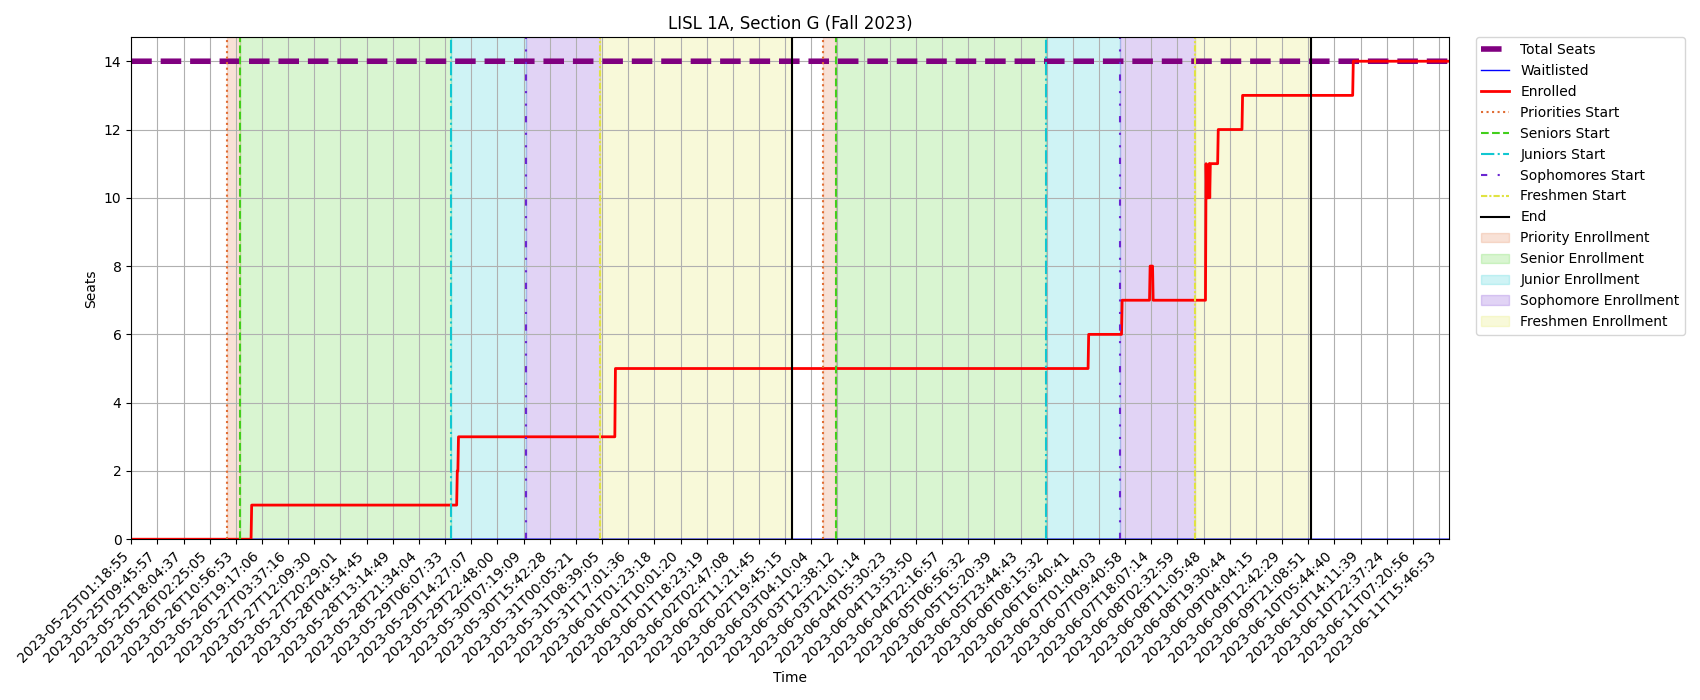 LISL 1A, Section G (Fall 2023)
Seats
14
12
10
8
6
4
2
0
2023-05-25T01:18:55
2023-05-25T09:45:57
2023-05-25T18:04:37
2023-05-26T02:25:05
2023-05-26T10:56:53
2023-05-26T19:17:06
2023-05-27T03:37:16
2023-05-27T12:09:30
2023-05-27T20:29:01
2023-05-28T04:54:45
2023-05-28T13:14:49
2023-05-28T21:34:04
2023-05-29T06:07:33
2023-05-29T14:27:07
2023-05-29T22:48:00
2023-05-30T07:19:09
2023-05-30T15:42:28
2023-05-31T00:05:21
2023-05-31T08:39:05
2023-05-31T17:01:36
2023-06-01T01:23:18
2023-06-01T10:01:20
2023-06-01T18:23:19
2023-06-02T02:47:08
2023-06-02T11:21:45
2023-06-02T19:45:15
2023-06-03T04:10:04
2023-06-03T12:38:12
2023-06-03T21:01:14
2023-06-04T05:30:23
2023-06-04T13:53:50
2023-06-04T22:16:57
2023-06-05T06:56:32
2023-06-05T15:20:39
2023-06-05T23:44:43
2023-06-06T08:15:32
2023-06-06T16:40:41
2023-06-07T01:04:03
2023-06-07T09:40:58
2023-06-07T18:07:14
2023-06-08T02:32:59
2023-06-08T11:05:48
2023-06-08T19:30:44
2023-06-09T04:04:15
2023-06-09T12:42:29
2023-06-09T21:08:51
2023-06-10T05:44:40
2023-06-10T14:11:39
2023-06-10T22:37:24
2023-06-11T07:20:56
2023-06-11T15:46:53
Time
Total Seats
Waitlisted
Enrolled
Priorities Start
Seniors Start
Juniors Start
Sophomores Start
Freshmen Start
End
Priority Enrollment
Senior Enrollment
Junior Enrollment
Sophomore Enrollment
Freshmen Enrollment